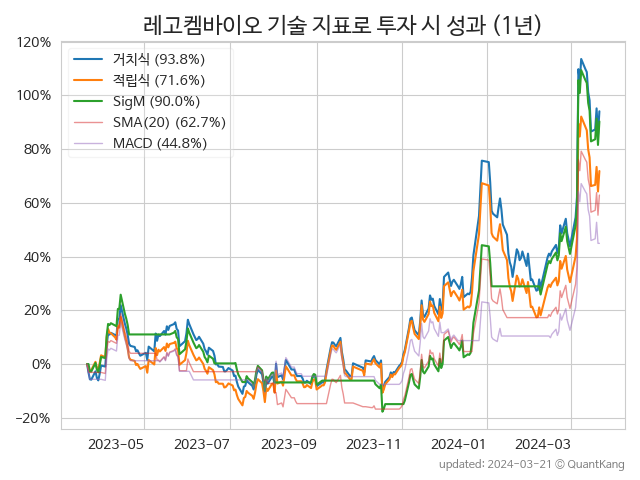 레고켐바이오 기술 지표로 투자 시 성과 (1년)
120%
100%
80%
60%
40%
20%
0%
−20%
거치식 (93.8%)
적립식 (71.6%)
SigM (90.0%)
SMA(20) (62.7%)
MACD (44.8%)
2023-05 2023-07 2023-09 2023-11 2024-01 2024-03
updated: 2024-03-21 © QuantKang